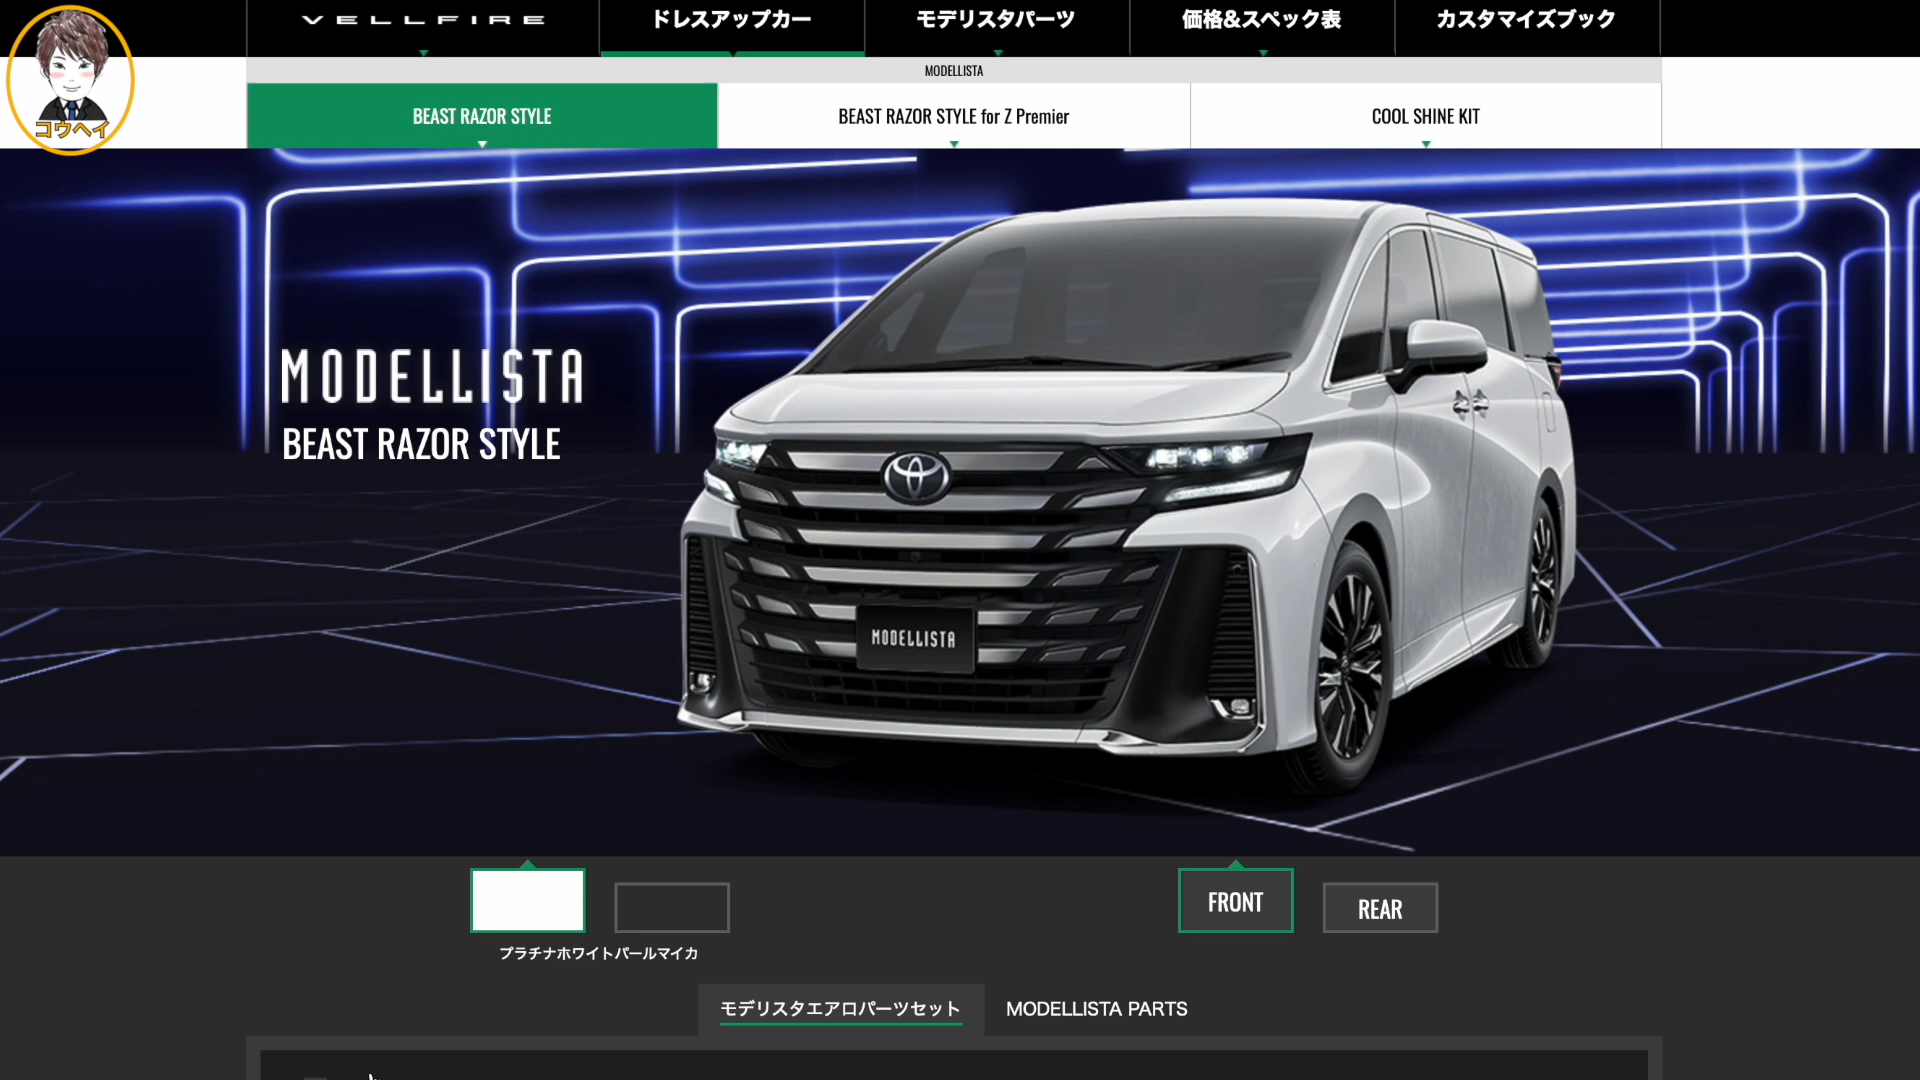 VELLFIRE
ドレスアップカー
モデリスタパーツ
価格&スペック表
カスタマイズブック
コウヘイ
MODELLISTA
BEAST RAZOR STYLE
BEAST RAZOR STYLE for Z Premier
COOL SHINE KIT
MODELLISTA
BEAST RAZOR STYLE
MODELLISTA
FRONT
REAR
プラチナホワイトパールマイカ
モデリスタエアロパーツセット
MODELLISTA PARTS